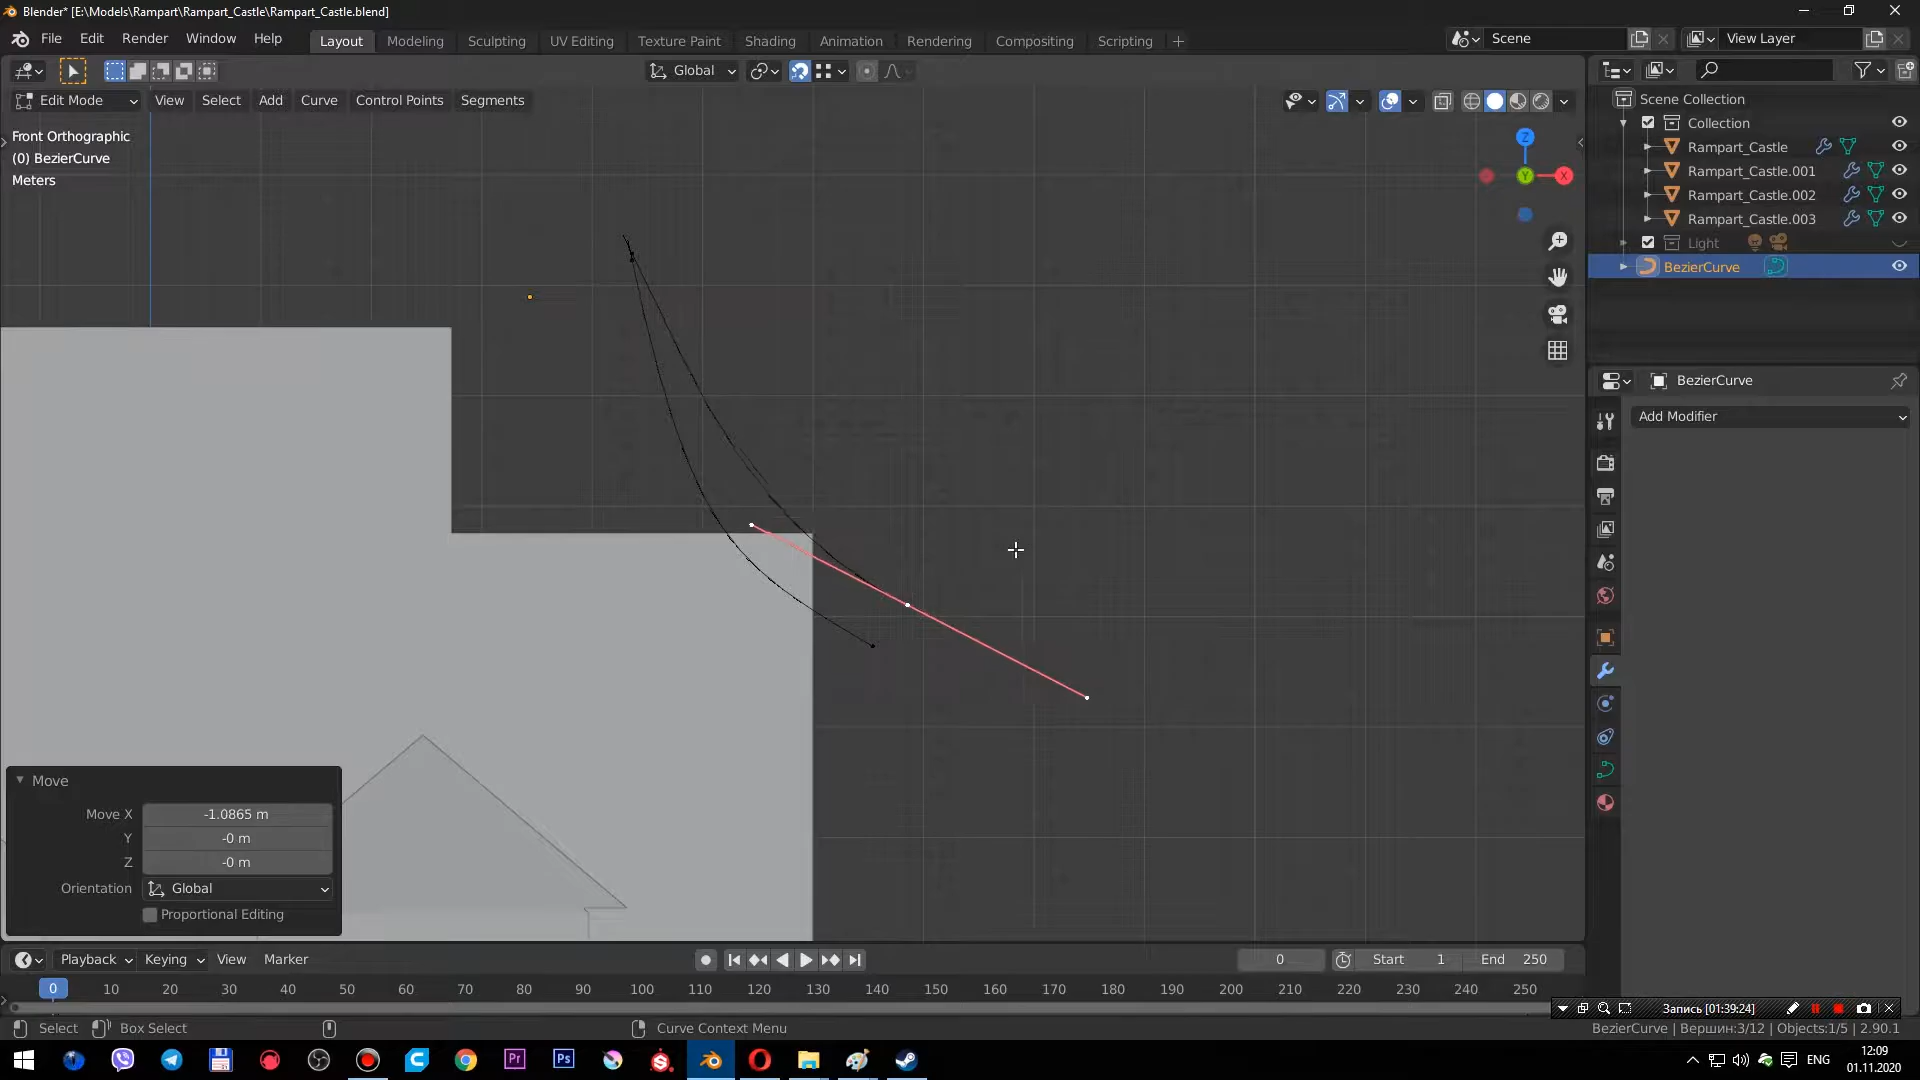 Blender* [E:\Models\Rampart\Rampart_Castle\Rampart_Castle.blend]
File Edit Render Window Help Layout Modeling Sculpting UV Editing Texture Paint Shading Animation Rendering Compositing Scripting + Scene View Layer
Global
Edit Mode View Select Add Curve Control Points Segments
Front Orthographic
(0) BezierCurve
Meters
Z
Y
X
Scene Collection
Collection
Rampart_Castle
Rampart_Castle.001
Rampart_Castle.002
Rampart_Castle.003
Light
BezierCurve
BezierCurve
Add Modifier
Move
Move X -1.0865 m
Y -0 m
Z -0 m
Orientation Global
Proportional Editing
Playback Keying View Marker 0 Start 1 End 250
0 10 20 30 40 50 60 70 80 90 100 110 120 130 140 150 160 170 180 190 200 210 220 230 240 250
Запись [01:39:24]
Select Box Select Curve Context Menu BezierCurve | Вершин:3/12 | Objects:1/5 | 2.90.1
Pr Ps ENG 12:09
01.11.2020